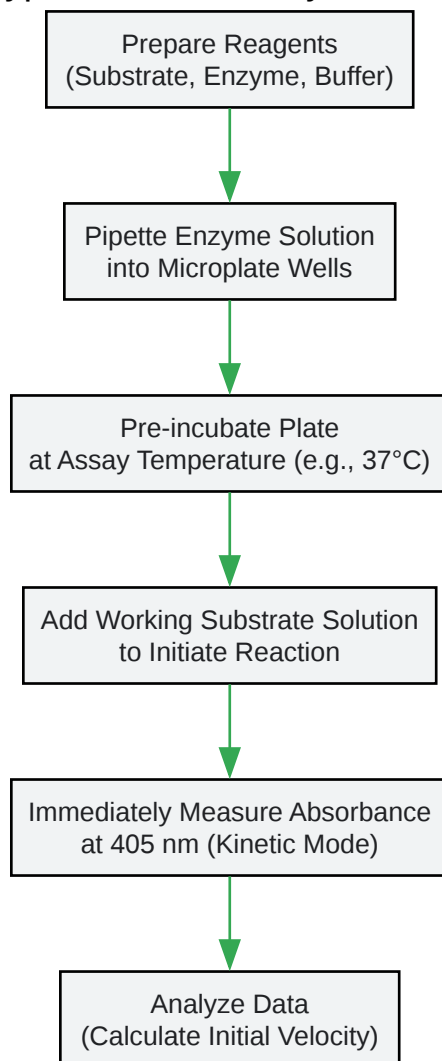 Prepare Reagents
(Substrate, Enzyme, Buffer)
Pipette Enzyme Solution
into Microplate Wells
Pre-incubate Plate
at Assay Temperature (e.g., 37°C)
Add Working Substrate Solution
to Initiate Reaction
Immediately Measure Absorbance
at 405 nm (Kinetic Mode)
Analyze Data
(Calculate Initial Velocity)